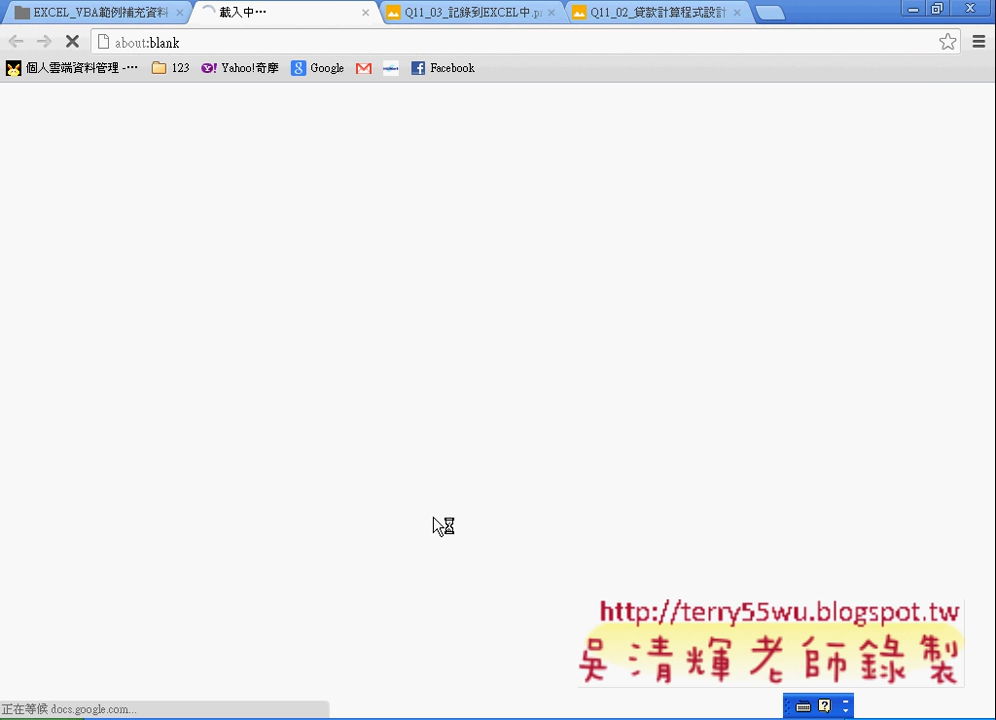 EXCEL_VBA範例補充資料
載入中…
Q11_03_記錄到EXCEL中.p
Q11_02_貸款計算程式設計
about:blank
個人雲端資料管理 -…
123
Yahoo!奇摩
Google
Facebook
http://terry55wu.blogspot.tw
吳清輝老師錄製
正在等候 docs.google.com...